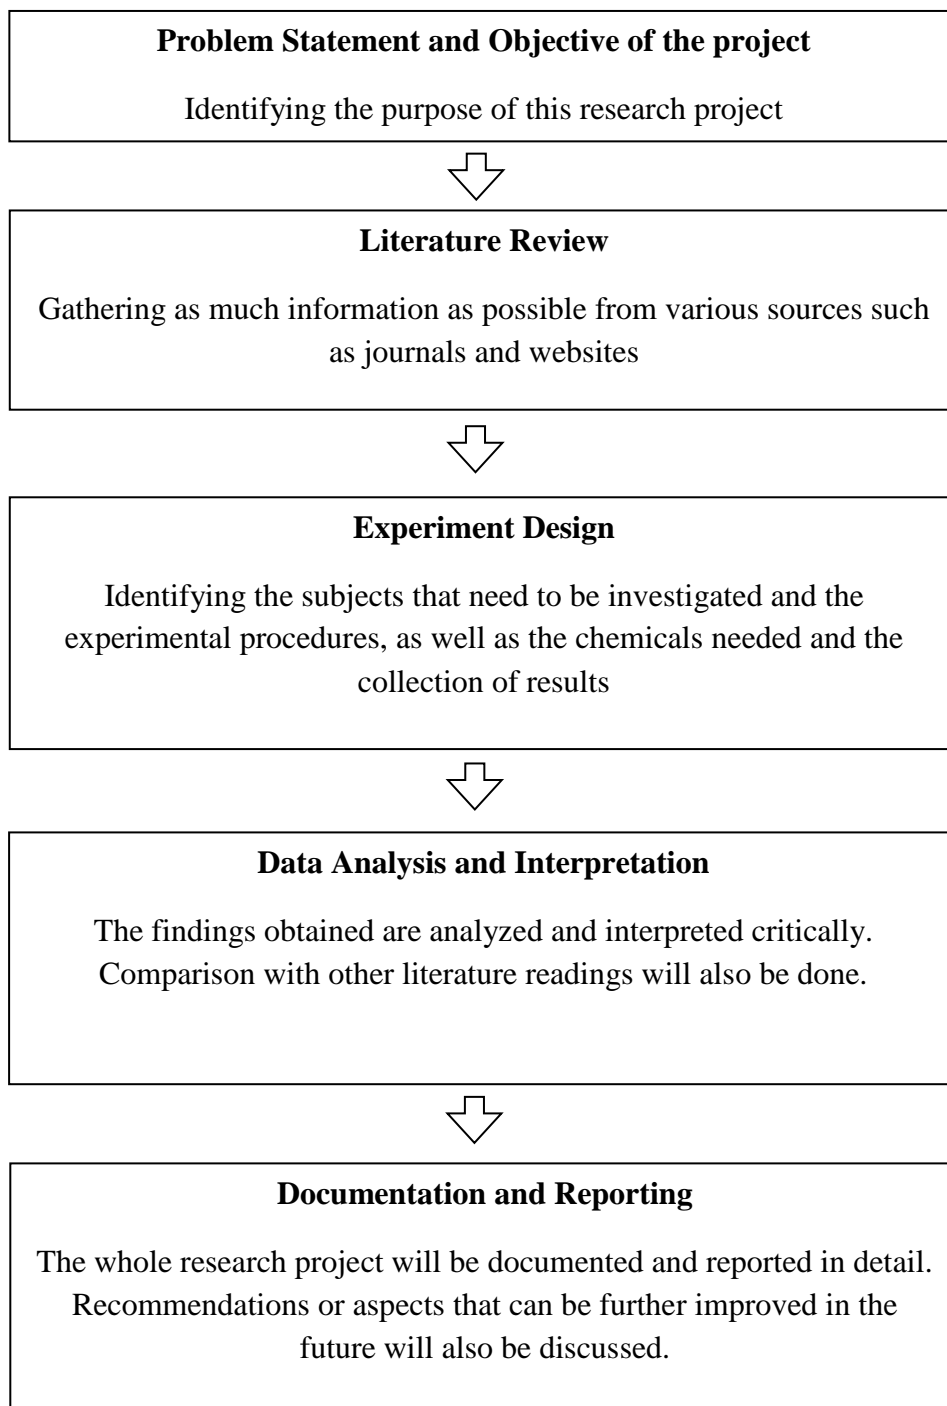 Problem Statement and Objective of the project
Identifying the purpose of this research project
Literature Review
Gathering as much information as possible from various sources such
as journals and websites
Experiment Design
Identifying the subjects that need to be investigated and the
experimental procedures, as well as the chemicals needed and the
collection of results
Data Analysis and Interpretation
The findings obtained are analyzed and interpreted critically.
Comparison with other literature readings will also be done.
Documentation and Reporting
The whole research project will be documented and reported in detail.
Recommendations or aspects that can be further improved in the
future will also be discussed.